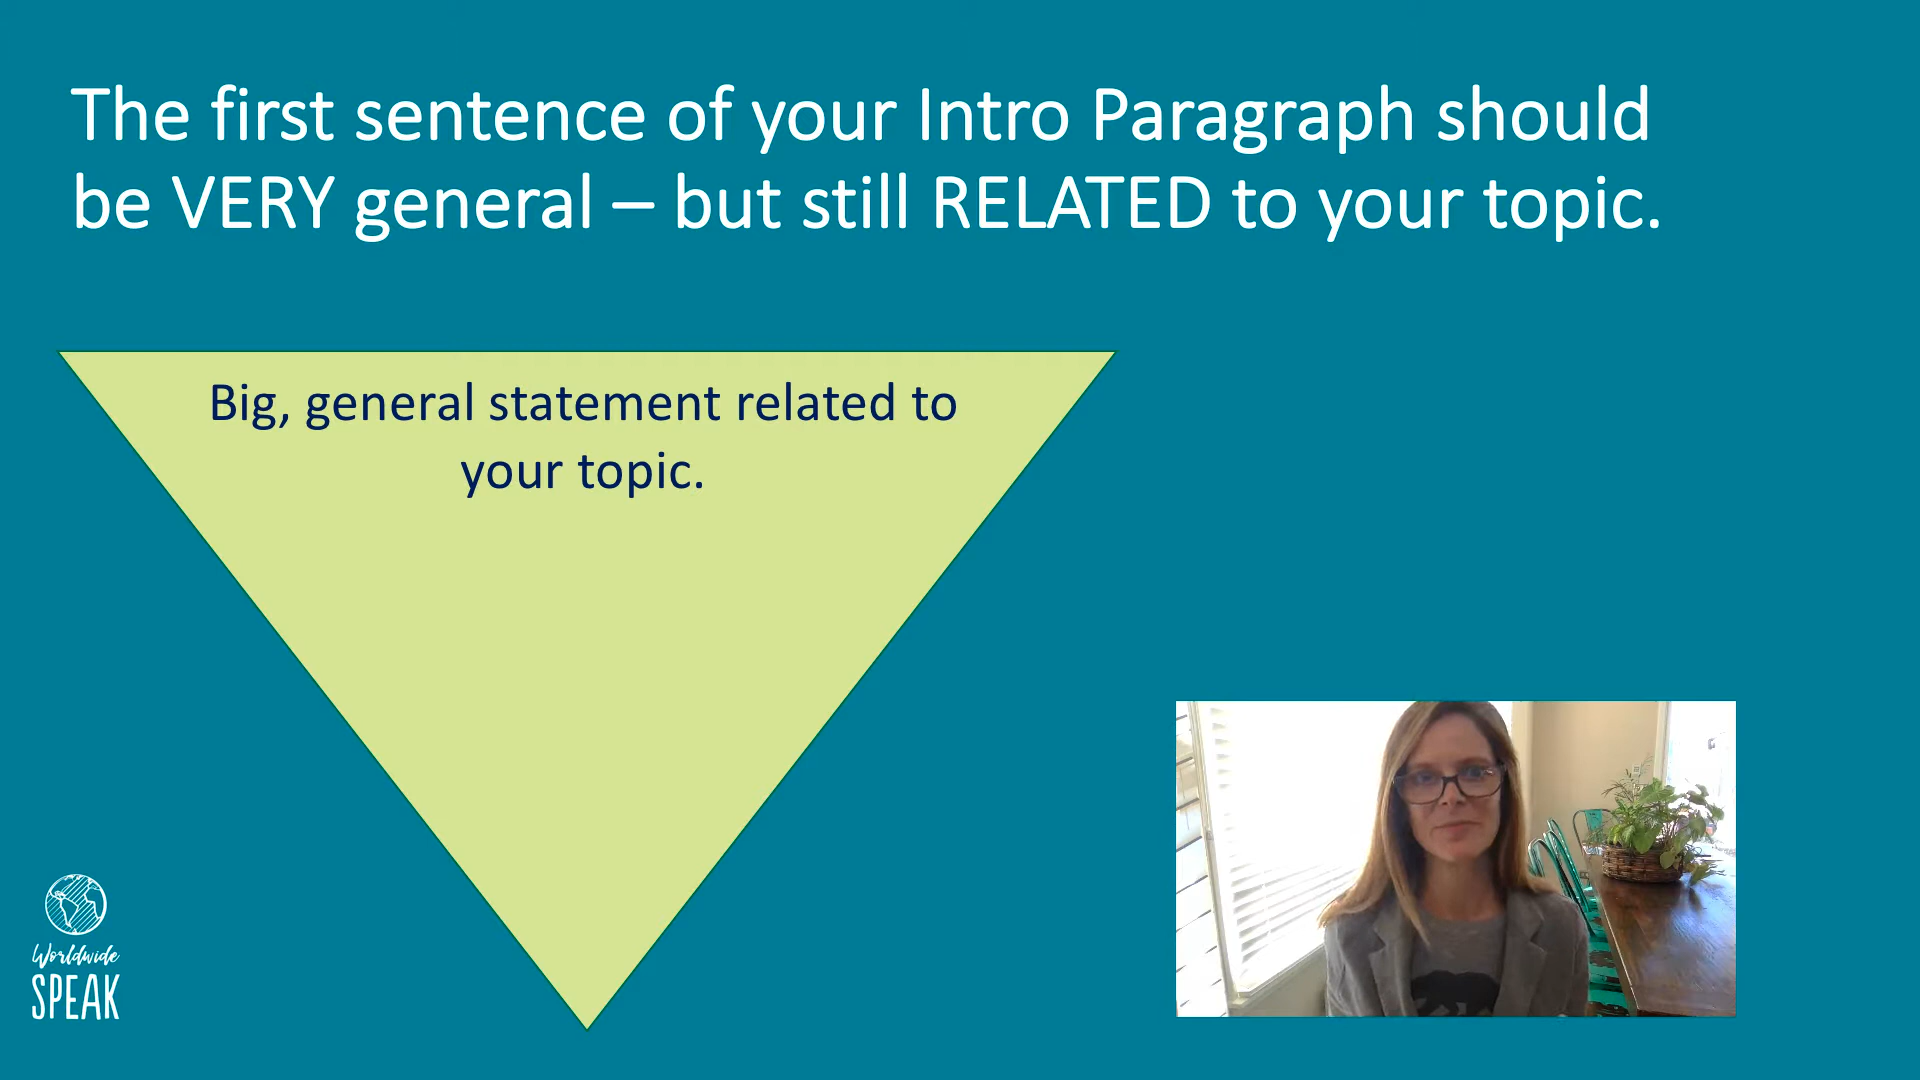 The first sentence of your Intro Paragraph should
be VERY general – but still RELATED to your topic.
Big, general statement related to
your topic.
Worldwide
SPEAK